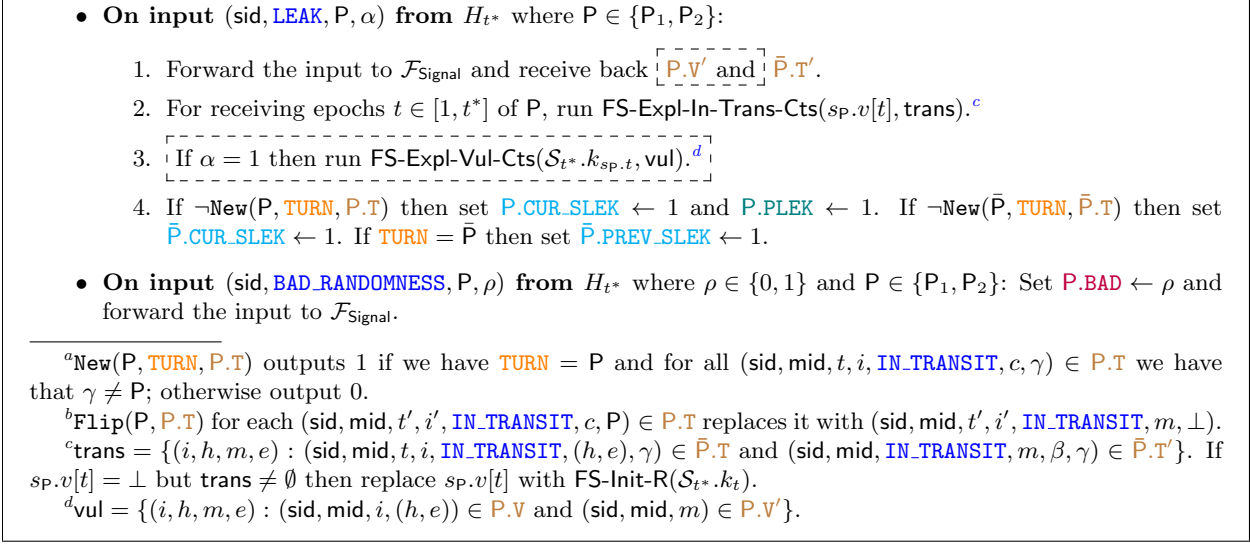 • On input (sid, LEAK, P, α) from H_{t*} where P ∈ {P₁, P₂}:
1. Forward the input to F_Signal and receive back P.V′ and P̄.T′.
2. For receiving epochs t ∈ [1, t*] of P, run FS-Expl-In-Trans-Cts(s_P.v[t], trans).^c
3. If α = 1 then run FS-Expl-Vul-Cts(S_{t*}.k_{s_P.t}, vul).^d
4. If ¬New(P, TURN, P.T) then set P.CUR_SLEK ← 1 and P.PLEK ← 1. If ¬New(P̄, TURN, P̄.T) then set
P̄.CUR_SLEK ← 1. If TURN = P̄ then set P̄.PREV_SLEK ← 1.
• On input (sid, BAD_RANDOMNESS, P, ρ) from H_{t*} where ρ ∈ {0, 1} and P ∈ {P₁, P₂}: Set P.BAD ← ρ and
forward the input to F_Signal.
^a New(P, TURN, P.T) outputs 1 if we have TURN = P and for all (sid, mid, t, i, IN_TRANSIT, c, γ) ∈ P.T we have
that γ ≠ P; otherwise output 0.
^b Flip(P, P.T) for each (sid, mid, t′, i′, IN_TRANSIT, c, P) ∈ P.T replaces it with (sid, mid, t′, i′, IN_TRANSIT, m, ⊥).
^c trans = {(i, h, m, e) : (sid, mid, t, i, IN_TRANSIT, (h, e), γ) ∈ P̄.T and (sid, mid, IN_TRANSIT, m, β, γ) ∈ P̄.T′}. If
s_P.v[t] = ⊥ but trans ≠ ∅ then replace s_P.v[t] with FS-Init-R(S_{t*}.k_t).
^d vul = {(i, h, m, e) : (sid, mid, i, (h, e)) ∈ P.V and (sid, mid, m) ∈ P.V′}.